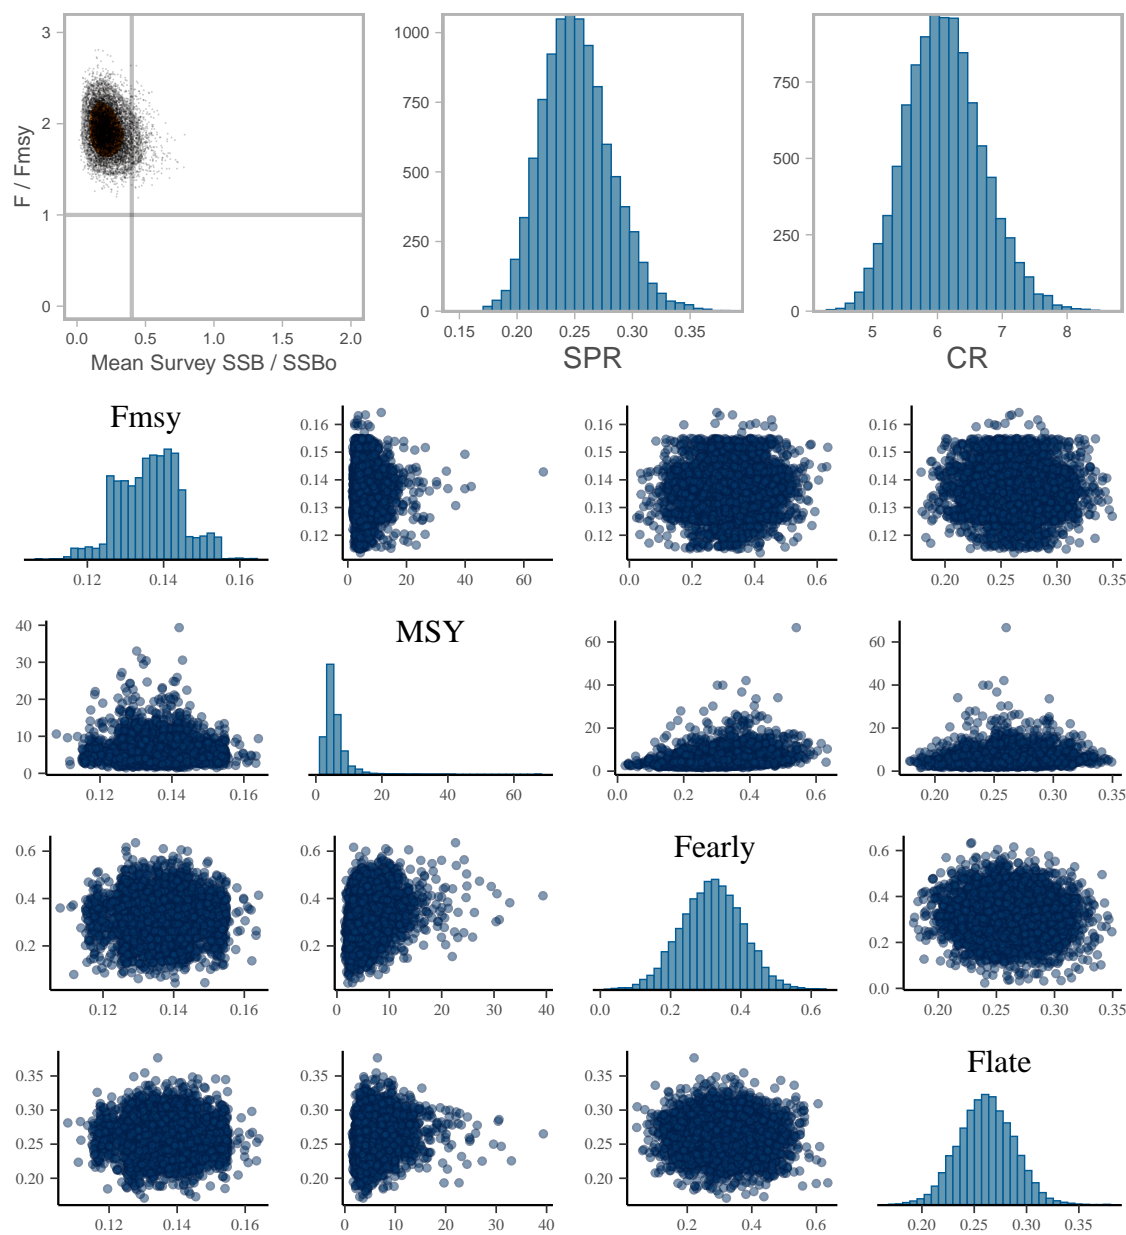 3
2
1
0
F / Fmsy
0.0 0.5 1.0 1.5 2.0
Mean Survey SSB / SSBo
1000
750
500
250
0
0.15 0.20 0.25 0.30 0.35
SPR
750
500
250
0
5 6 7 8
CR
Fmsy
0.12 0.14 0.16
0.16
0.15
0.14
0.13
0.12
0 20 40 60
0.16
0.15
0.14
0.13
0.12
0.0 0.2 0.4 0.6
0.16
0.15
0.14
0.13
0.12
0.20 0.25 0.30 0.35
40
30
20
10
0
0.12 0.14 0.16
MSY
0 20 40 60
60
40
20
0
0.0 0.2 0.4 0.6
60
40
20
0
0.20 0.25 0.30 0.35
0.6
0.4
0.2
0.12 0.14 0.16
0.6
0.4
0.2
0 10 20 30 40
Fearly
0.0 0.2 0.4 0.6
0.6
0.4
0.2
0.0
0.20 0.25 0.30 0.35
0.35
0.30
0.25
0.20
0.12 0.14 0.16
0.35
0.30
0.25
0.20
0 10 20 30 40
0.35
0.30
0.25
0.20
0.2 0.4 0.6
Flate
0.20 0.25 0.30 0.35